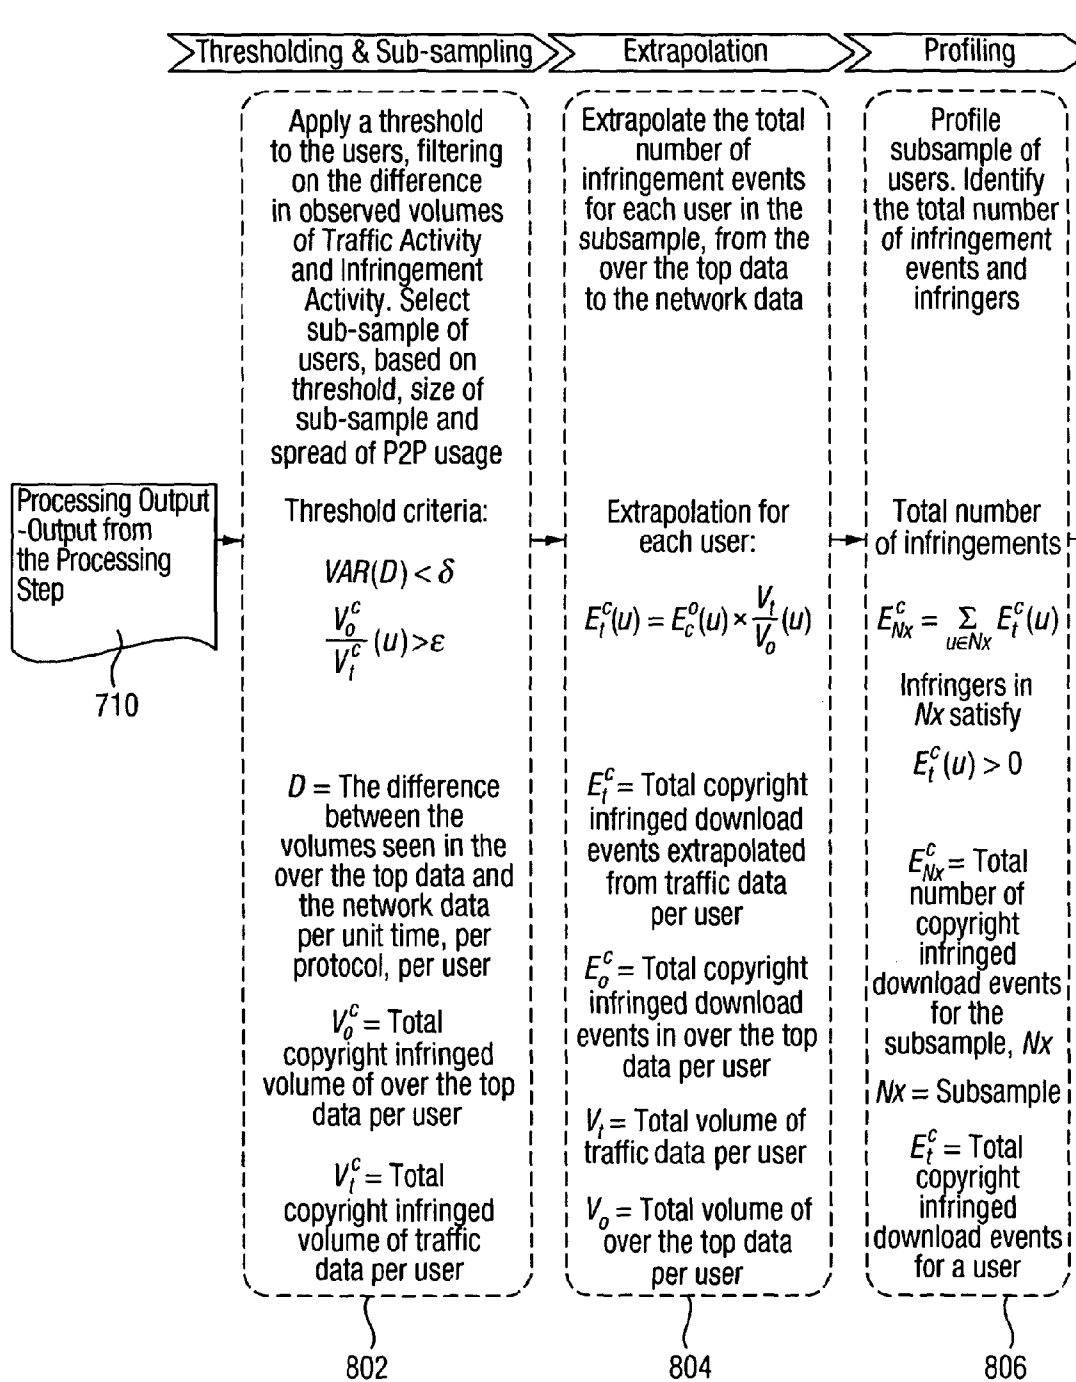 Thresholding & Sub-sampling
Extrapolation
Profiling
Processing Output
-Output from
the Processing
Step
710
Apply a threshold
to the users, filtering
on the difference
in observed volumes
of Traffic Activity
and Infringement
Activity. Select
sub-sample of
users, based on
threshold, size of
sub-sample and
spread of P2P usage
Threshold criteria:
VAR(D) < δ
V_o^c / V_t^c (u) > ε
D = The difference
between the
volumes seen in the
over the top data and
the network data
per unit time, per
protocol, per user
V_o^c = Total
copyright infringed
volume of over the top
data per user
V_t^c = Total
copyright infringed
volume of traffic
data per user
802
Extrapolate the total
number of
infringement events
for each user in the
subsample, from the
over the top data
to the network data
Extrapolation for
each user:
E_t^c(u) = E_c^o(u) × V_t / V_o (u)
E_t^c = Total copyright
infringed download
events extrapolated
from traffic data
per user
E_o^c = Total copyright
infringed download
events in over the top
data per user
V_t = Total volume of
traffic data per user
V_o = Total volume of
over the top data
per user
804
Profile
subsample of
users. Identify
the total number
of infringement
events and
infringers
Total number
of infringements
E_Nx^c = Σ u∈Nx E_t^c(u)
Infringers in
Nx satisfy
E_t^c(u) > 0
E_Nx^c = Total
number of
copyright
infringed
download events
for the
subsample, Nx
Nx = Subsample
E_t^c = Total
copyright
infringed
download events
for a user
806